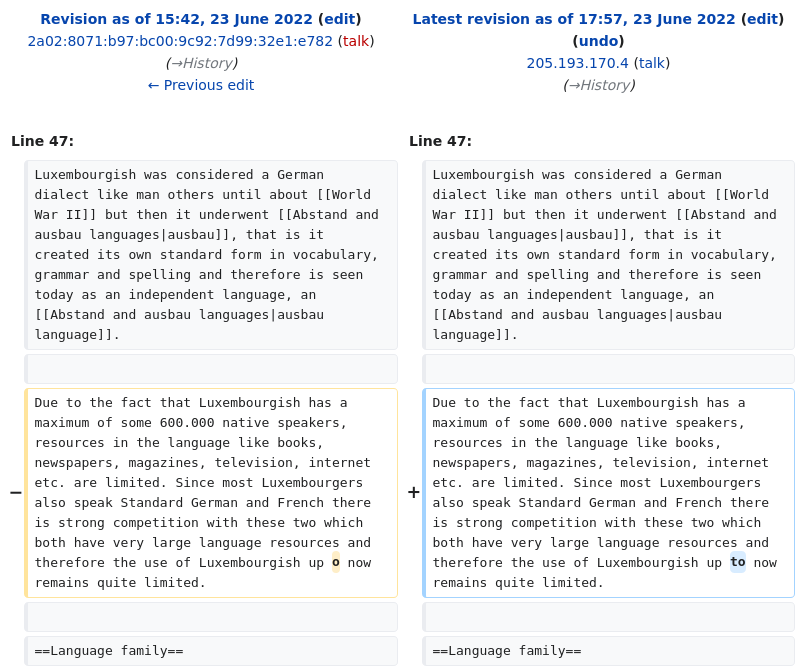 Revision as of 15:42, 23 June 2022 (edit)
2a02:8071:b97:bc00:9c92:7d99:32e1:e782 (talk)
(→History)
← Previous edit
Latest revision as of 17:57, 23 June 2022 (edit)
(undo)
205.193.170.4 (talk)
(→History)
Line 47:
Line 47:
Luxembourgish was considered a German
dialect like man others until about [[World
War II]] but then it underwent [[Abstand and
ausbau languages|ausbau]], that is it
created its own standard form in vocabulary,
grammar and spelling and therefore is seen
today as an independent language, an
[[Abstand and ausbau languages|ausbau
language]].
Luxembourgish was considered a German
dialect like man others until about [[World
War II]] but then it underwent [[Abstand and
ausbau languages|ausbau]], that is it
created its own standard form in vocabulary,
grammar and spelling and therefore is seen
today as an independent language, an
[[Abstand and ausbau languages|ausbau
language]].
−
Due to the fact that Luxembourgish has a
maximum of some 600.000 native speakers,
resources in the language like books,
newspapers, magazines, television, internet
etc. are limited. Since most Luxembourgers
also speak Standard German and French there
is strong competition with these two which
both have very large language resources and
therefore the use of Luxembourgish up o now
remains quite limited.
+
Due to the fact that Luxembourgish has a
maximum of some 600.000 native speakers,
resources in the language like books,
newspapers, magazines, television, internet
etc. are limited. Since most Luxembourgers
also speak Standard German and French there
is strong competition with these two which
both have very large language resources and
therefore the use of Luxembourgish up to now
remains quite limited.
==Language family==
==Language family==